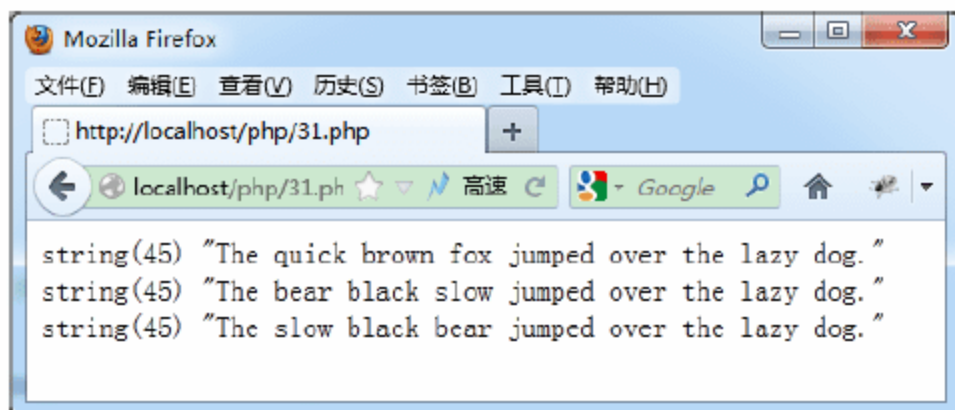 Mozilla Firefox
文件(F) 编辑(E) 查看(V) 历史(S) 书签(B) 工具(T) 帮助(H)
http://localhost/php/31.php +
localhost/php/31.ph 高速 Google
string(45) "The quick brown fox jumped over the lazy dog."
string(45) "The bear black slow jumped over the lazy dog."
string(45) "The slow black bear jumped over the lazy dog."